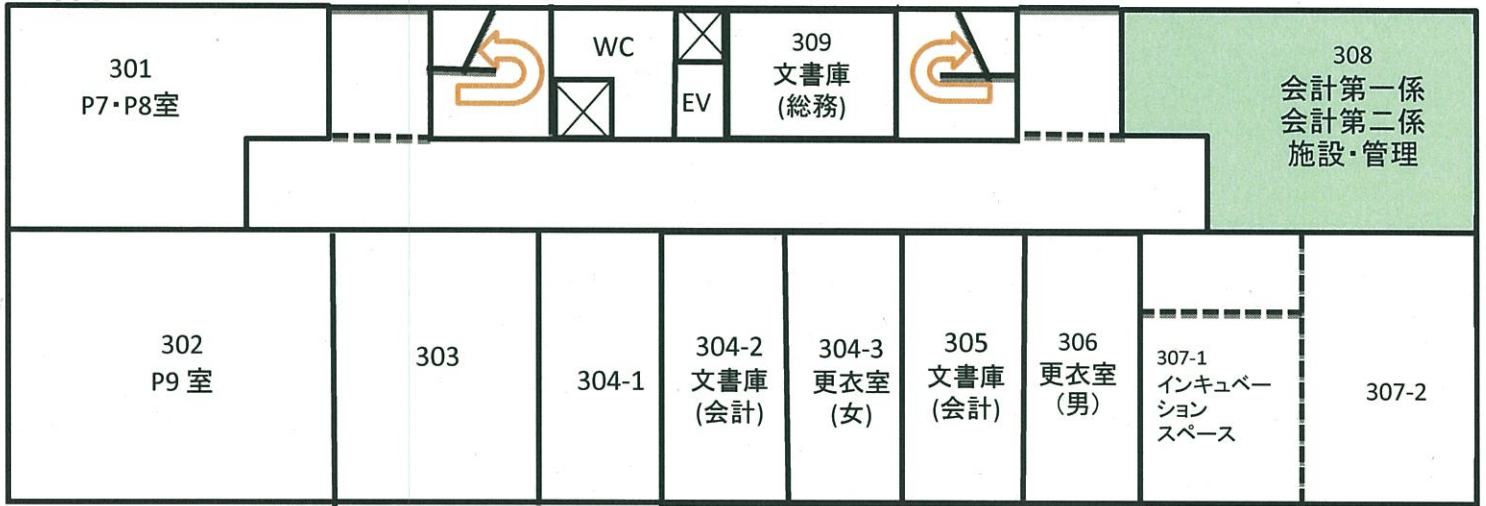 301
P7・P8室
WC
EV
309
文書庫
(総務)
308
会計第一係
会計第二係
施設・管理
302
P9 室
303
304-1
304-2
文書庫
(会計)
304-3
更衣室
(女)
305
文書庫
(会計)
306
更衣室
（男）
307-1
インキュベー
ション
スペース
307-2